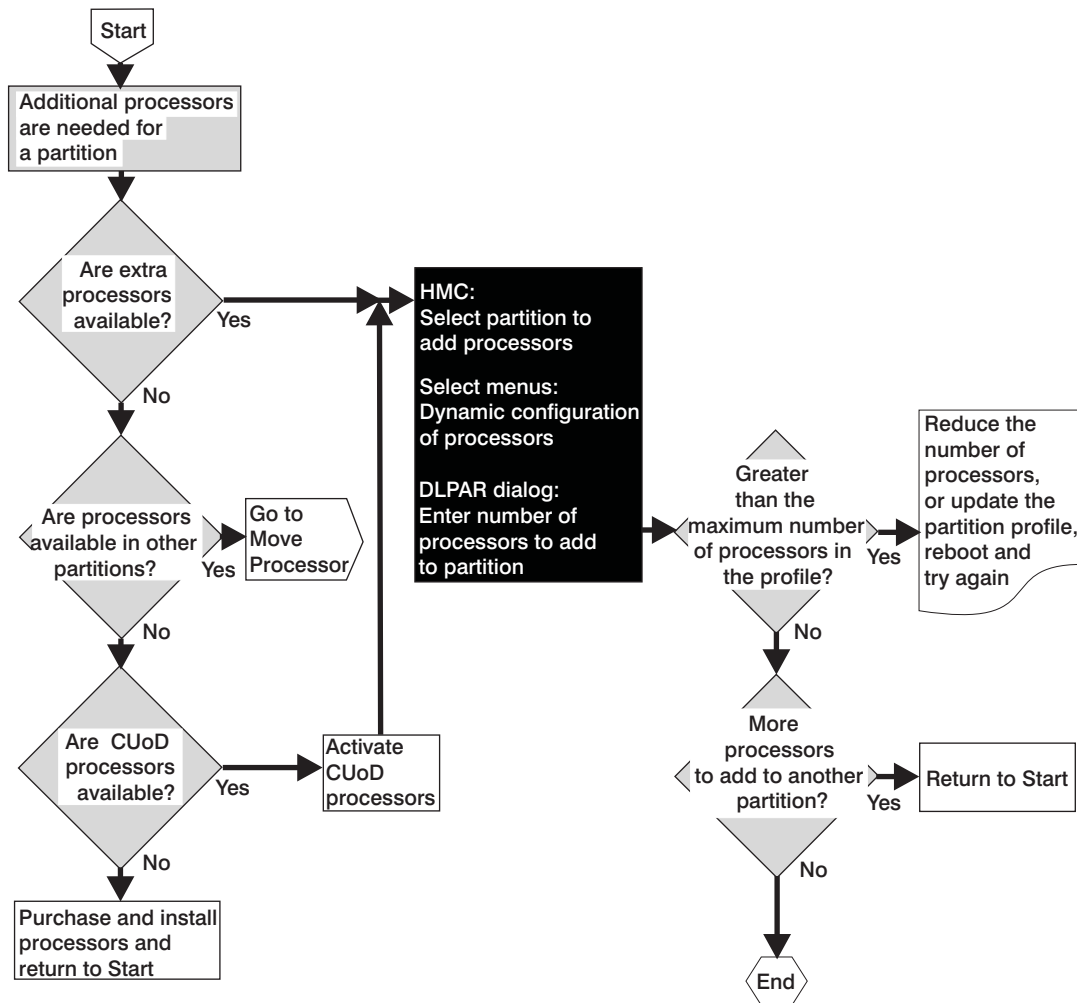 Start
Additional processors
are needed for
a partition
Are extra
processors
available?
Yes
No
Are processors
available in other
partitions?
Yes
Go to
Move
Processor
No
Are CUoD
processors
available?
Yes
Activate
CUoD
processors
No
Purchase and install
processors and
return to Start
HMC:
Select partition to
add processors
Select menus:
Dynamic configuration
of processors
DLPAR dialog:
Enter number of
processors to add
to partition
Greater
than the
maximum number
of processors in
the profile?
Yes
Reduce the
number of
processors,
or update the
partition profile,
reboot and
try again
No
More
processors
to add to another
partition?
Yes
Return to Start
No
End